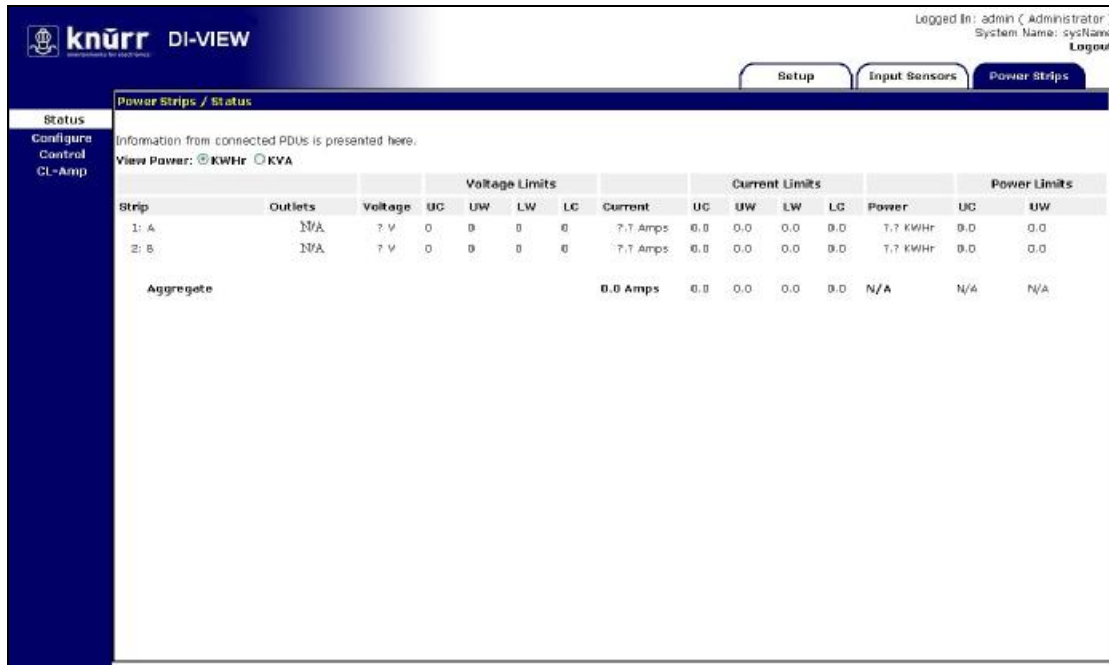 Logged In: admin ( Administrator )
System Name: sysName
Logout
knürr DI-VIEW
Setup Input Sensors Power Strips
Power Strips / Status
Status
Configure
Control
CL-Amp
Information from connected PDUs is presented here.
View Power: KWHr KVA
Voltage Limits Current Limits Power Limits
Strip Outlets Voltage UC UW LW LC Current UC UW LW LC Power UC UW
1: A N/A ? V 0 0 0 0 ?.? Amps 0.0 0.0 0.0 0.0 ?.? KWHr 0.0 0.0
2: B N/A ? V 0 0 0 0 ?.? Amps 0.0 0.0 0.0 0.0 ?.? KWHr 0.0 0.0
Aggregate 0.0 Amps 0.0 0.0 0.0 0.0 N/A N/A N/A